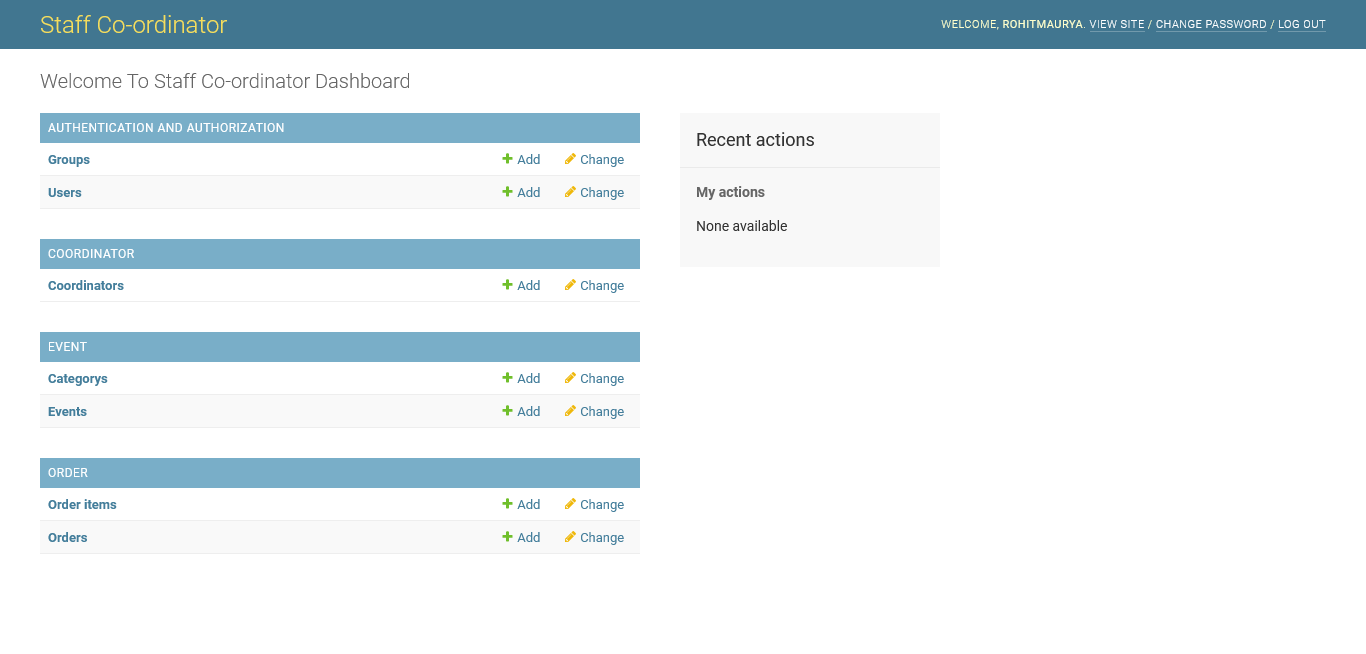 Staff Co-ordinator
WELCOME, ROHITMAURYA. VIEW SITE / CHANGE PASSWORD / LOG OUT
Welcome To Staff Co-ordinator Dashboard
AUTHENTICATION AND AUTHORIZATION
Groups Add Change
Users Add Change
COORDINATOR
Coordinators Add Change
EVENT
Categorys Add Change
Events Add Change
ORDER
Order items Add Change
Orders Add Change
Recent actions
My actions
None available